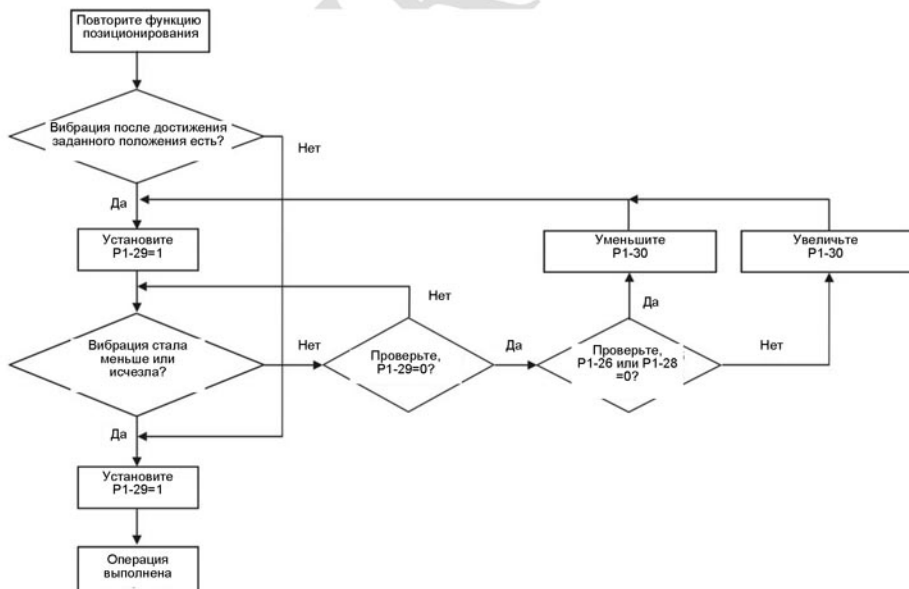 Повторите функцию
позиционирования
Вибрация после достижения
заданного положения есть?
Нет
Да
Установите
P1-29=1
Уменьшите
P1-30
Увеличьте
P1-30
Нет
Да
Вибрация стала
меньше или
исчезла?
Нет
Проверьте,
P1-29=0?
Да
Проверьте,
P1-26 или P1-28
=0?
Нет
Да
Установите
P1-29=1
Операция
выполнена